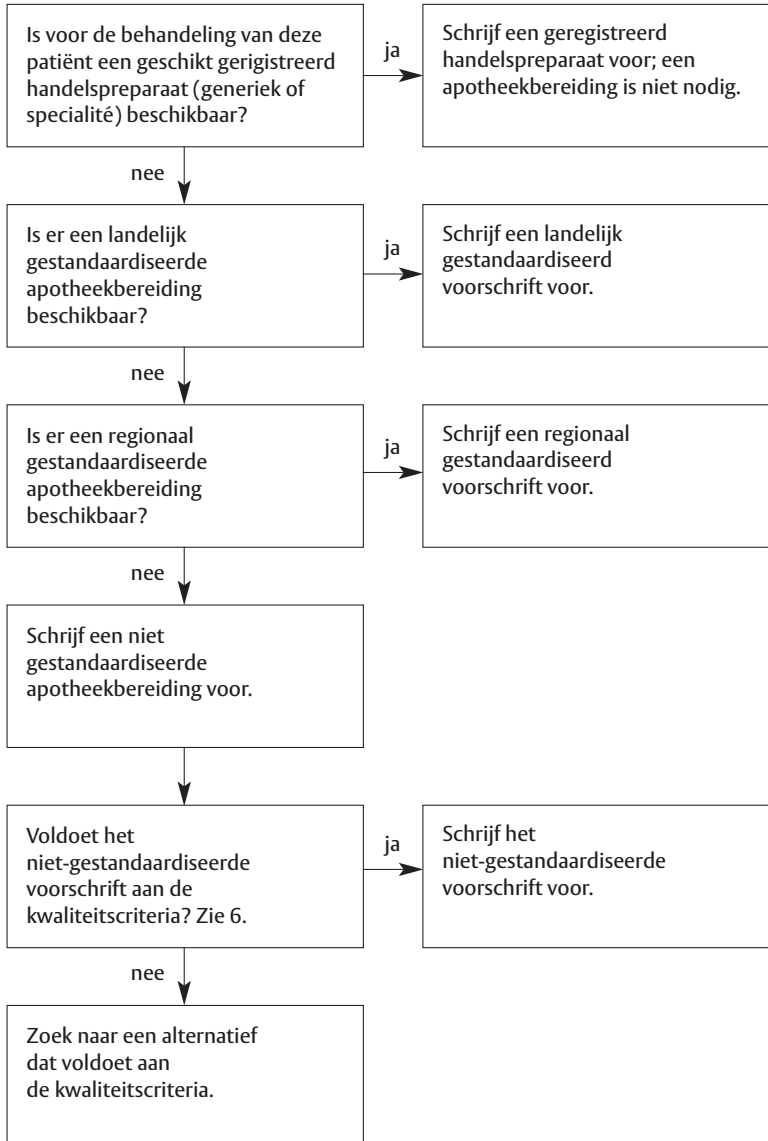 Is voor de behandeling van deze
patiënt een geschikt gerigistreerd
handelspreparaat (generiek of
specialité) beschikbaar?
ja
Schrijf een geregistreerd
handelspreparaat voor; een
apotheekbereiding is niet nodig.
nee
Is er een landelijk
gestandaardiseerde
apotheekbereiding
beschikbaar?
ja
Schrijf een landelijk
gestandaardiseerd
voorschrift voor.
nee
Is er een regionaal
gestandaardiseerde
apotheekbereiding
beschikbaar?
ja
Schrijf een regionaal
gestandaardiseerd
voorschrift voor.
nee
Schrijf een niet
gestandaardiseerde
apotheekbereiding voor.
Voldoet het
niet-gestandaardiseerde
voorschrift aan de
kwaliteitscriteria? Zie 6.
ja
Schrijf het
niet-gestandaardiseerde
voorschrift voor.
nee
Zoek naar een alternatief
dat voldoet aan
de kwaliteitscriteria.